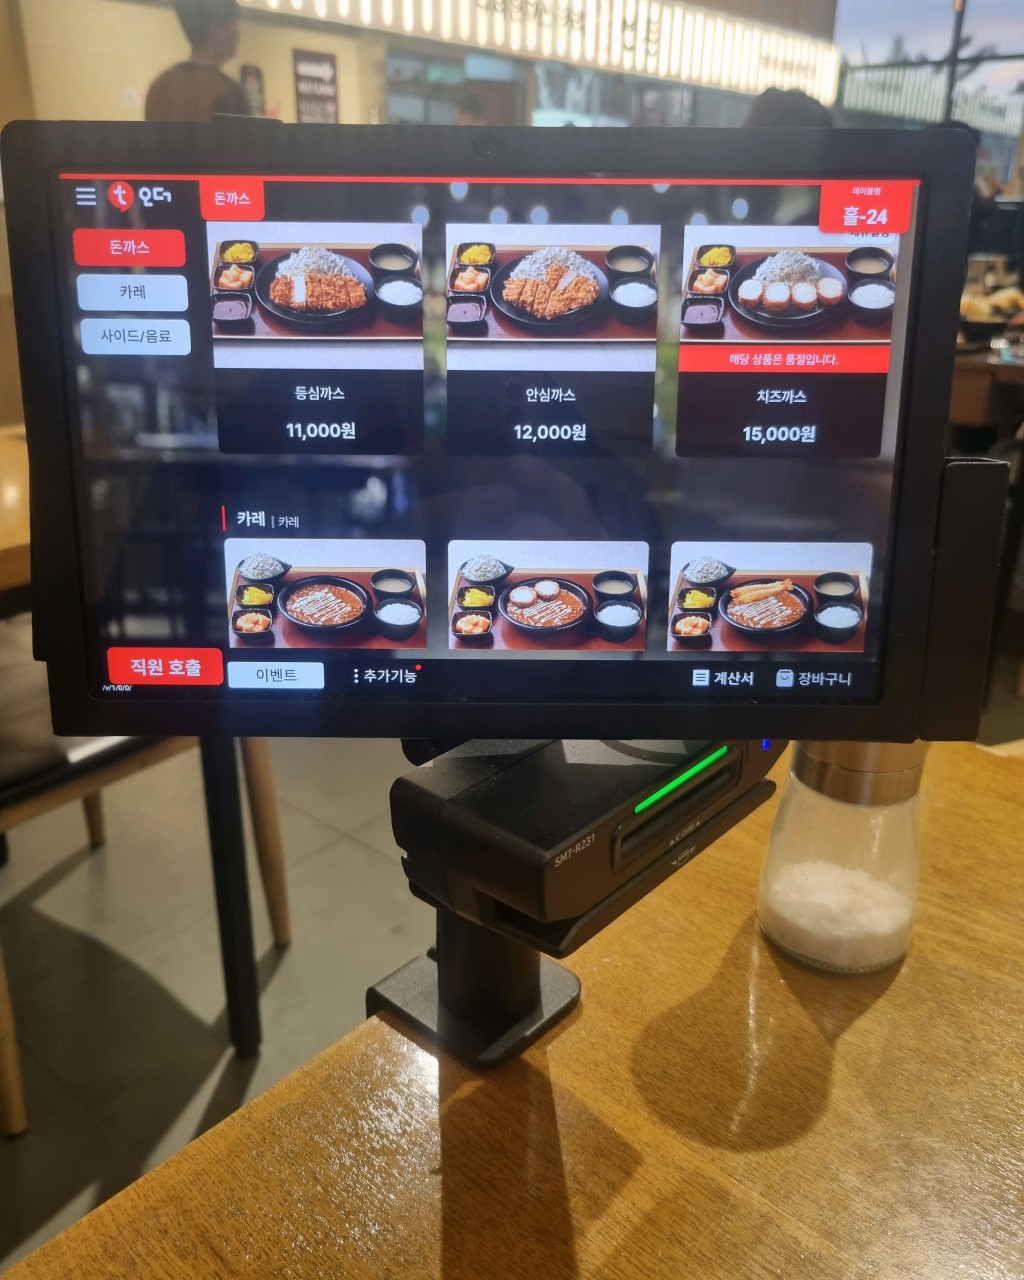 t오더
돈까스
테이블명
홀-24
돈까스
카레
사이드/음료
해당 상품은 품절입니다.
등심까스
안심까스
치즈까스
11,000원
12,000원
15,000원
카레 | 카레
직원 호출
이벤트
추가기능
계산서
장바구니
/v/1/0/0/
SMT-R231